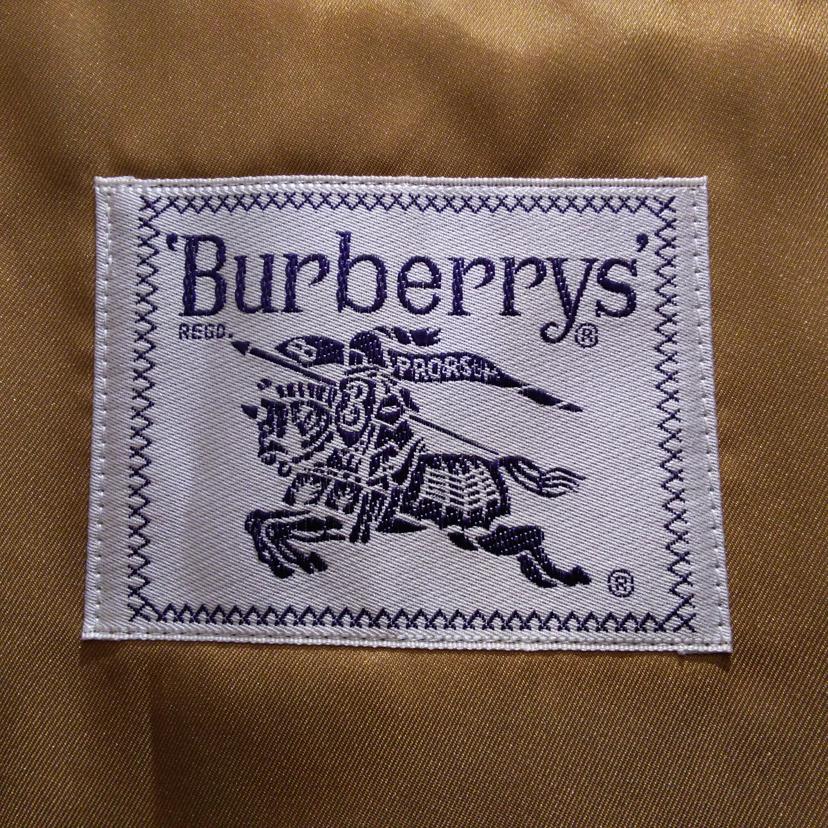 'Burberrys'
REGD. ®
PRORSUM
B
®